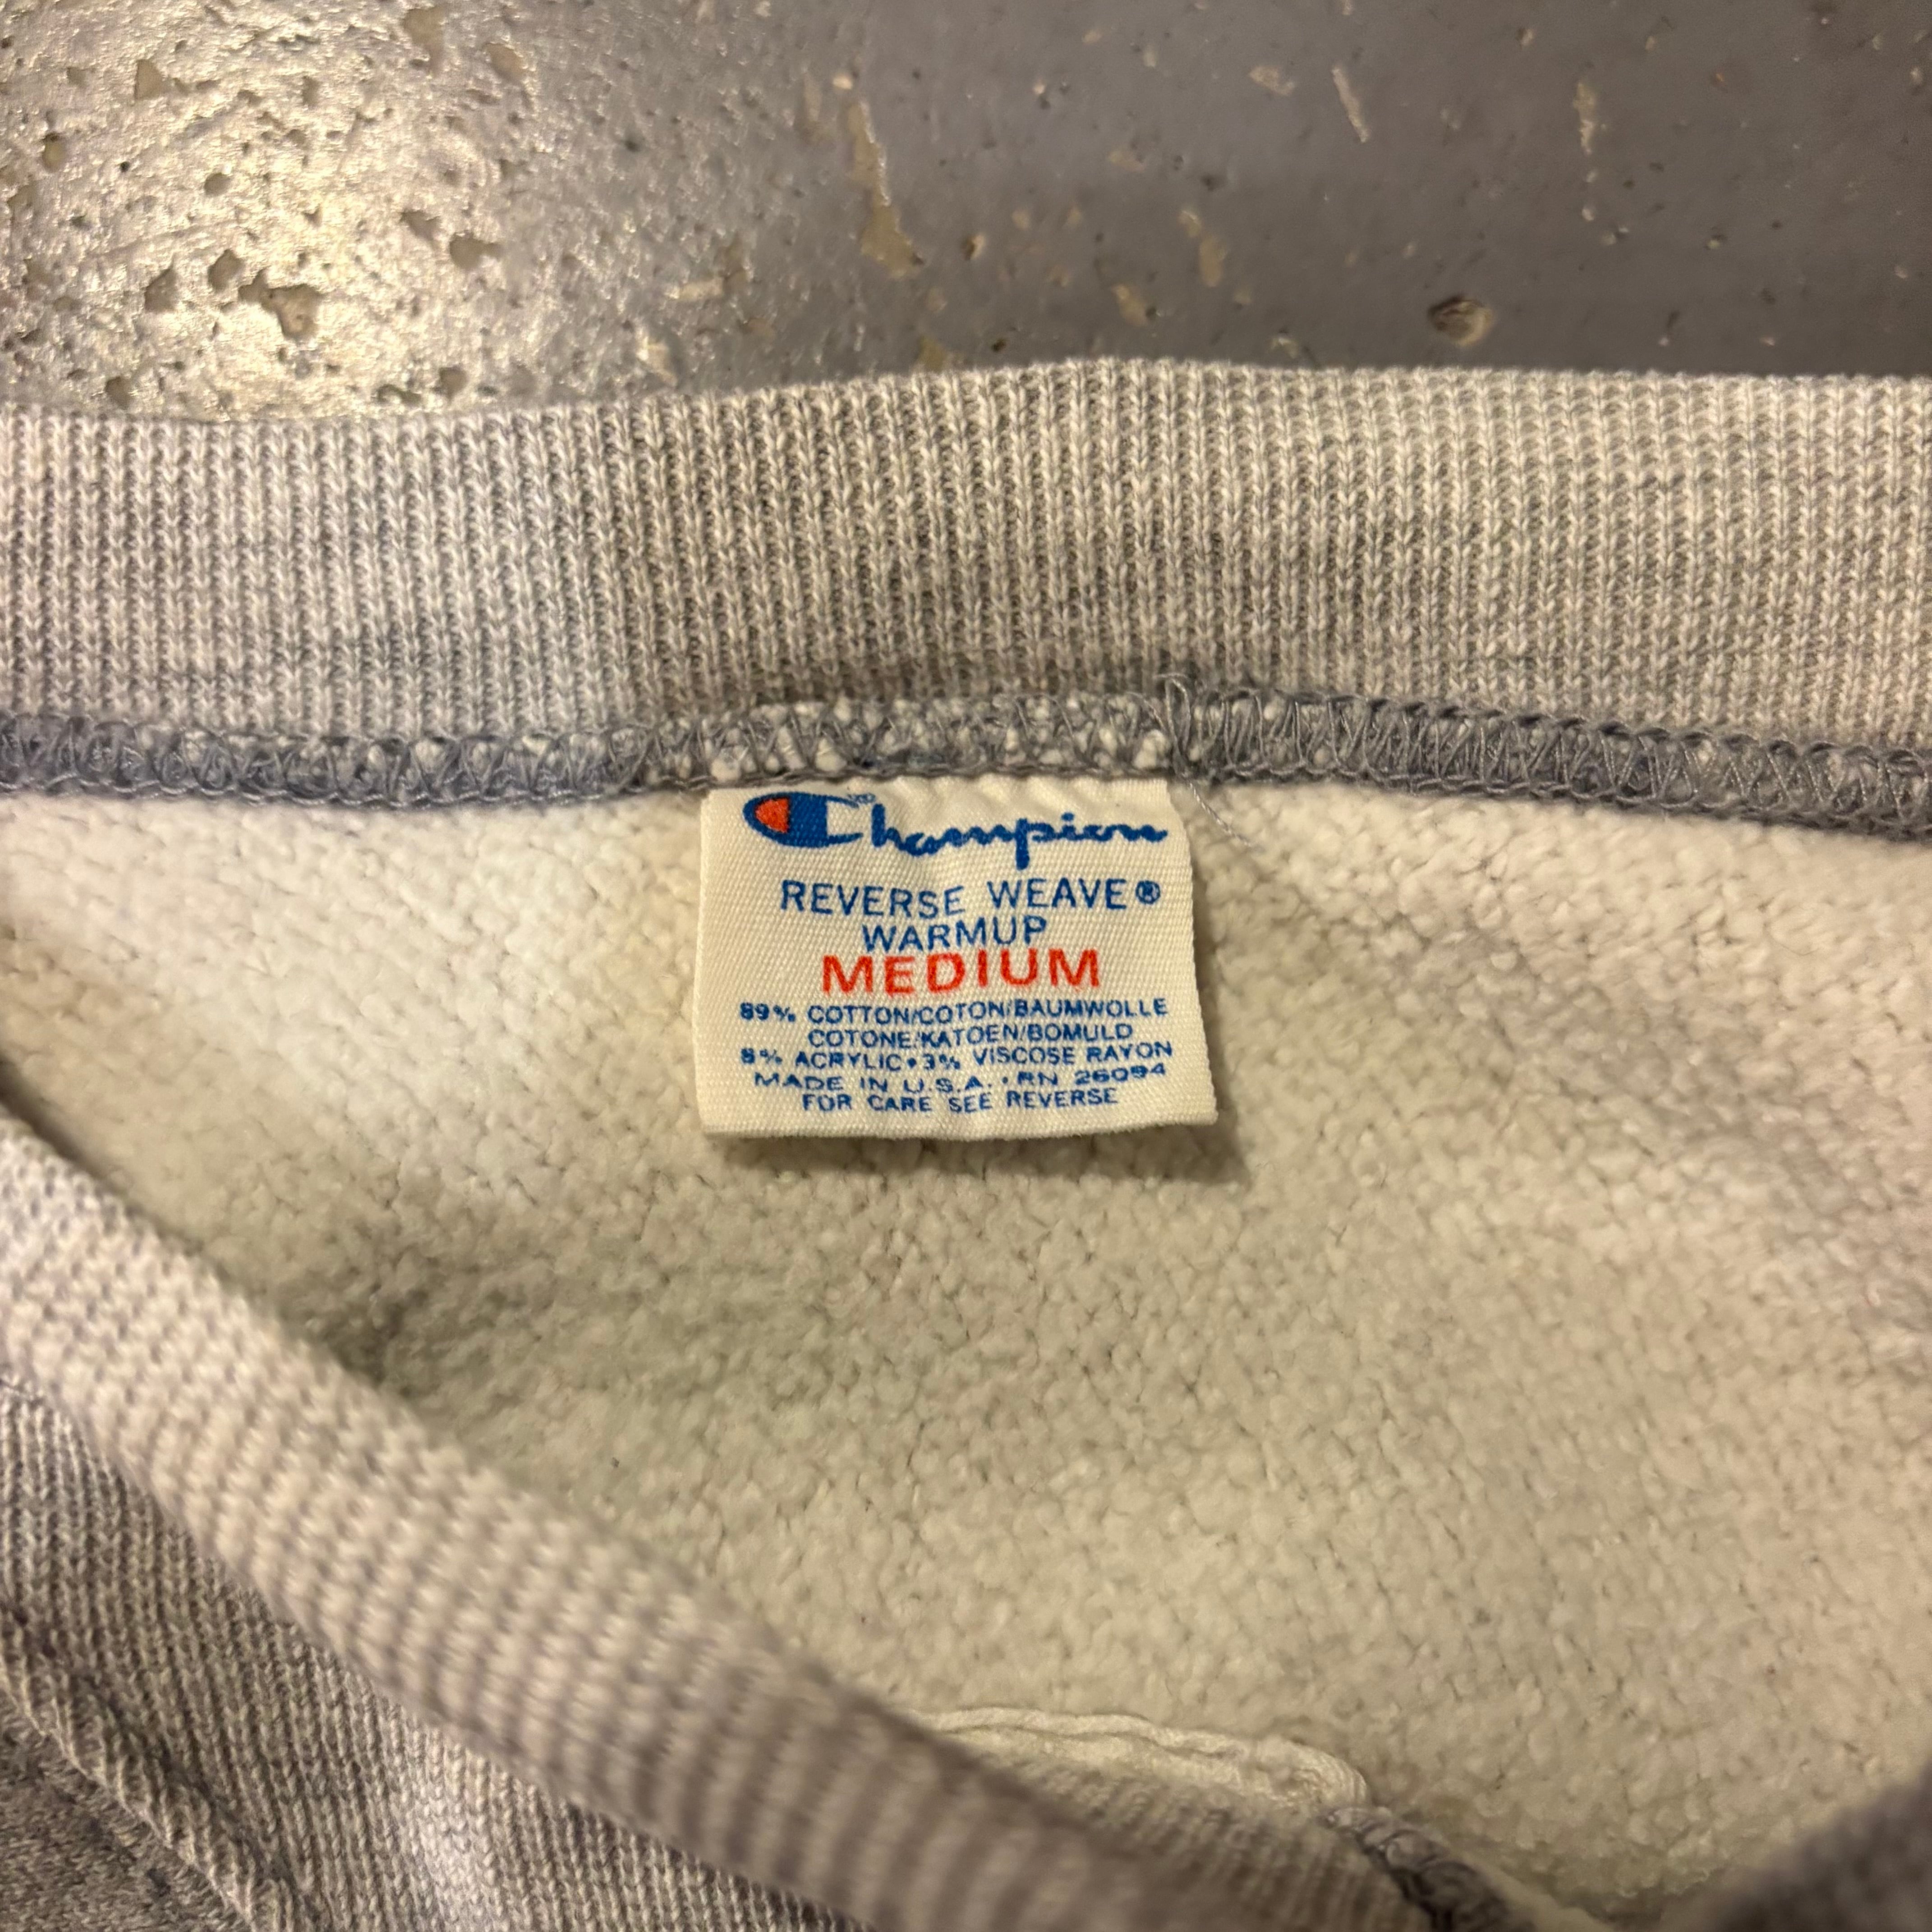 Champion
REVERSE WEAVE®
WARMUP
MEDIUM
89% COTTON/COTON/BAUMWOLLE
COTONE/KATOEN/BOMULD
8% ACRYLIC • 3% VISCOSE RAYON
MADE IN U.S.A. • RN 26094
FOR CARE SEE REVERSE